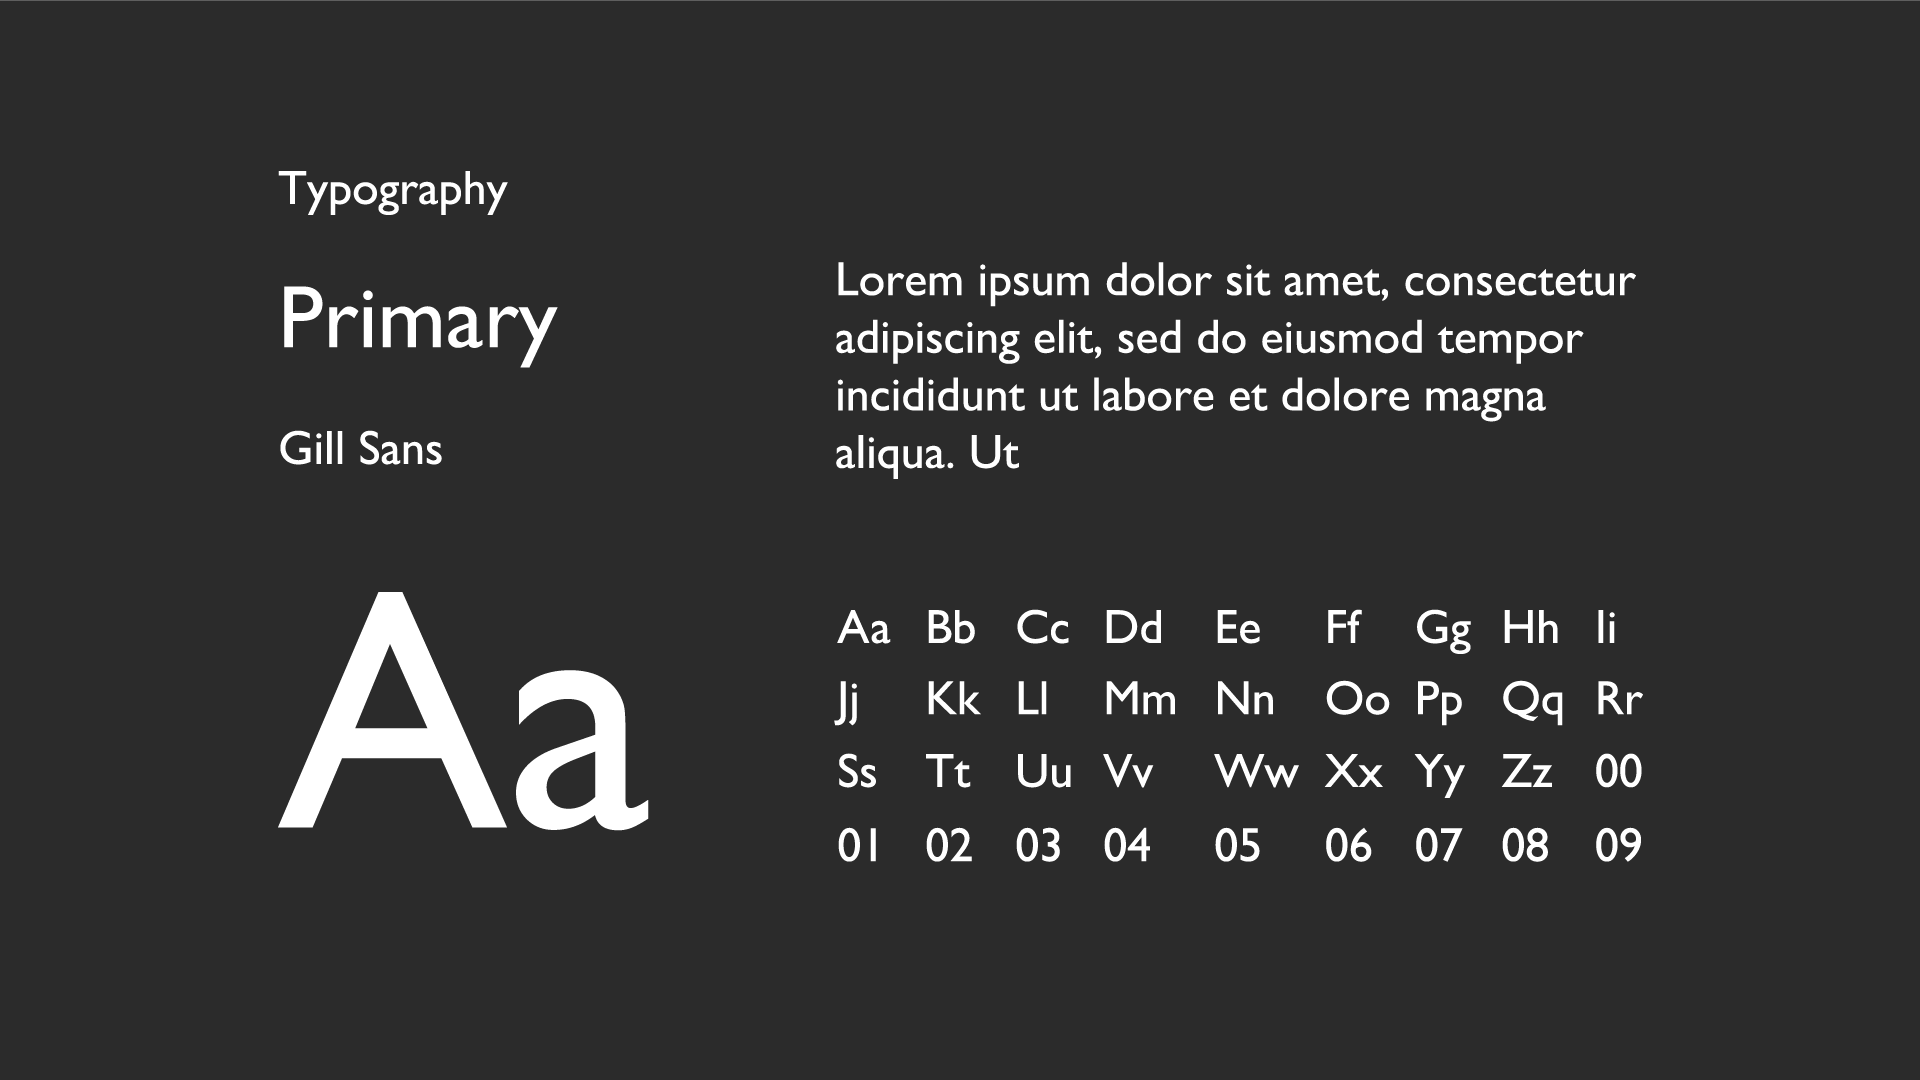 Typography
Primary
Gill Sans
Aa
Lorem ipsum dolor sit amet, consectetur
adipiscing elit, sed do eiusmod tempor
incididunt ut labore et dolore magna
aliqua. Ut
Aa Bb Cc Dd Ee Ff Gg Hh Ii
Jj Kk Ll Mm Nn Oo Pp Qq Rr
Ss Tt Uu Vv Ww Xx Yy Zz 00
01 02 03 04 05 06 07 08 09